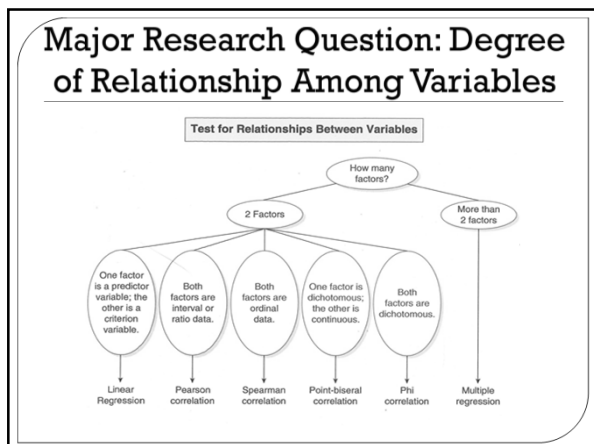 Major Research Question: Degree
of Relationship Among Variables
Test for Relationships Between Variables
How many
factors?
2 Factors
More than
2 factors
One factor
is a predictor
variable; the
other is a
criterion
variable.
Both
factors are
interval or
ratio data.
Both
factors are
ordinal
data.
One factor is
dichotomous;
the other is
continuous.
Both
factors are
dichotomous.
Linear
Regression
Pearson
correlation
Spearman
correlation
Point-biseral
correlation
Phi
correlation
Multiple
regression